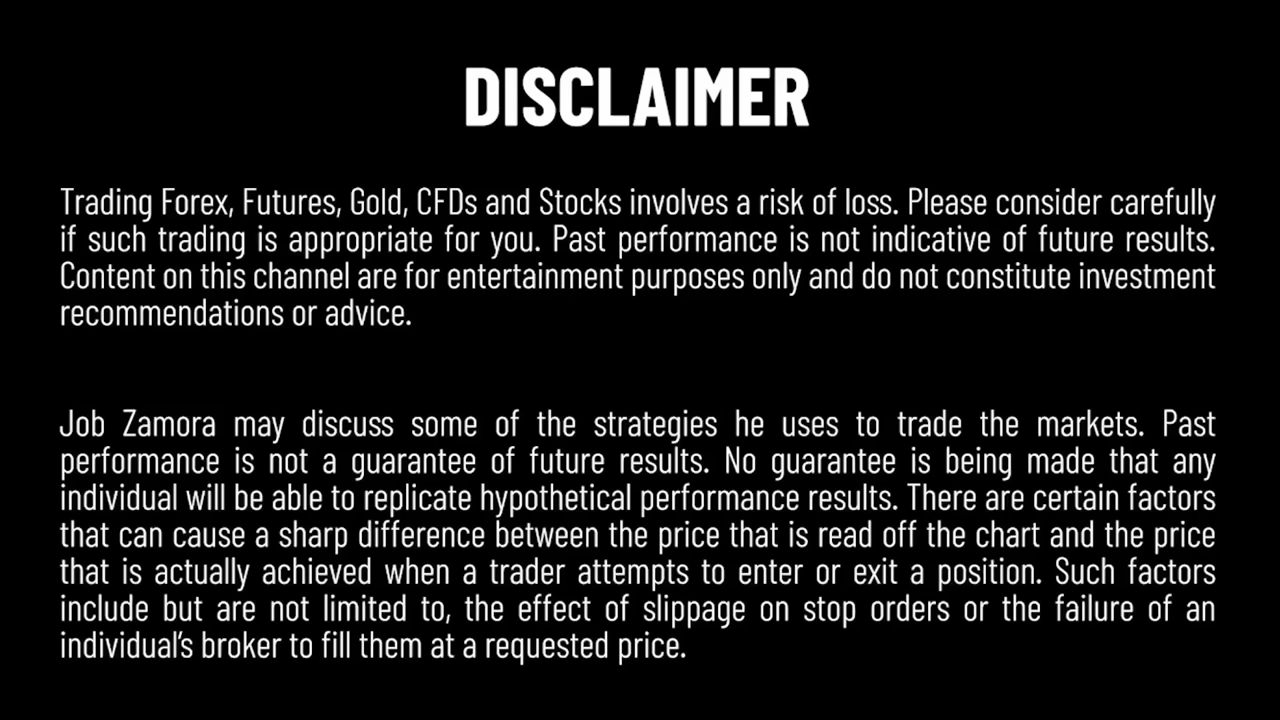 DISCLAIMER
Trading Forex, Futures, Gold, CFDs and Stocks involves a risk of loss. Please consider carefully
if such trading is appropriate for you. Past performance is not indicative of future results.
Content on this channel are for entertainment purposes only and do not constitute investment
recommendations or advice.
Job Zamora may discuss some of the strategies he uses to trade the markets. Past
performance is not a guarantee of future results. No guarantee is being made that any
individual will be able to replicate hypothetical performance results. There are certain factors
that can cause a sharp difference between the price that is read off the chart and the price
that is actually achieved when a trader attempts to enter or exit a position. Such factors
include but are not limited to, the effect of slippage on stop orders or the failure of an
individual’s broker to fill them at a requested price.